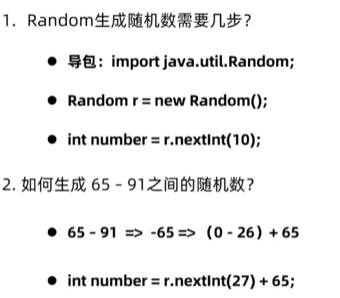 1. Random生成随机数需要几步？
● 导包：import java.util.Random;
● Random r = new Random();
● int number = r.nextInt(10);
2. 如何生成 65 - 91之间的随机数？
● 65 - 91 => -65 => （0 - 26）+ 65
● int number = r.nextInt(27) + 65;